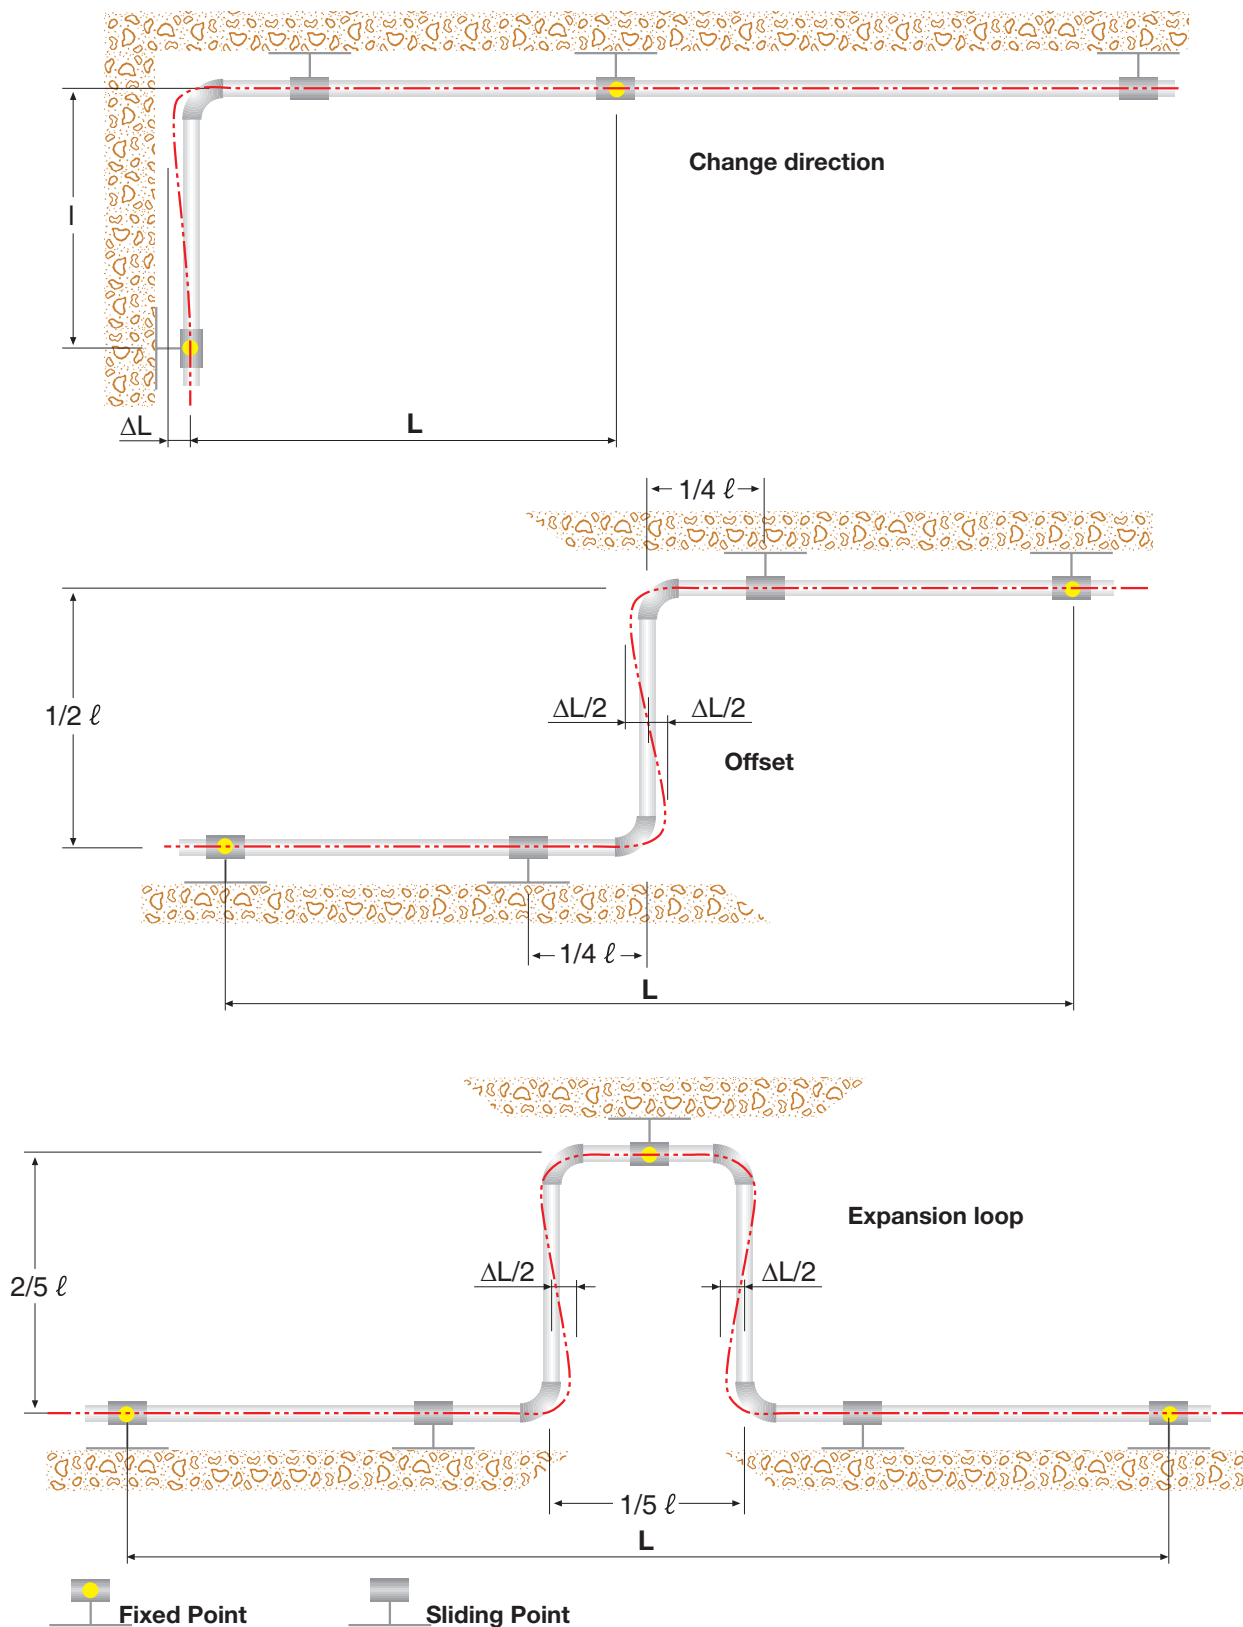 Change direction
l
ΔL
L
1/4 ℓ
1/2 ℓ
ΔL/2
ΔL/2
Offset
1/4 ℓ
L
Expansion loop
ΔL/2
ΔL/2
2/5 ℓ
1/5 ℓ
L
Fixed Point
Sliding Point